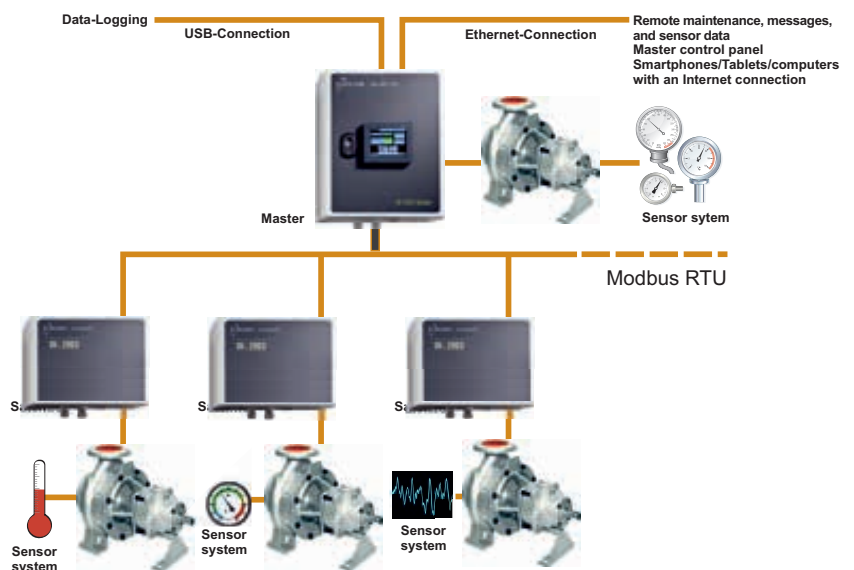 Data-Logging
USB-Connection
Ethernet-Connection
Remote maintenance, messages,
and sensor data
Master control panel
Smartphones/Tablets/computers
with an Internet connection
Master
Sensor sytem
Modbus RTU
Sensor
system
Sensor
system
Sensor
system